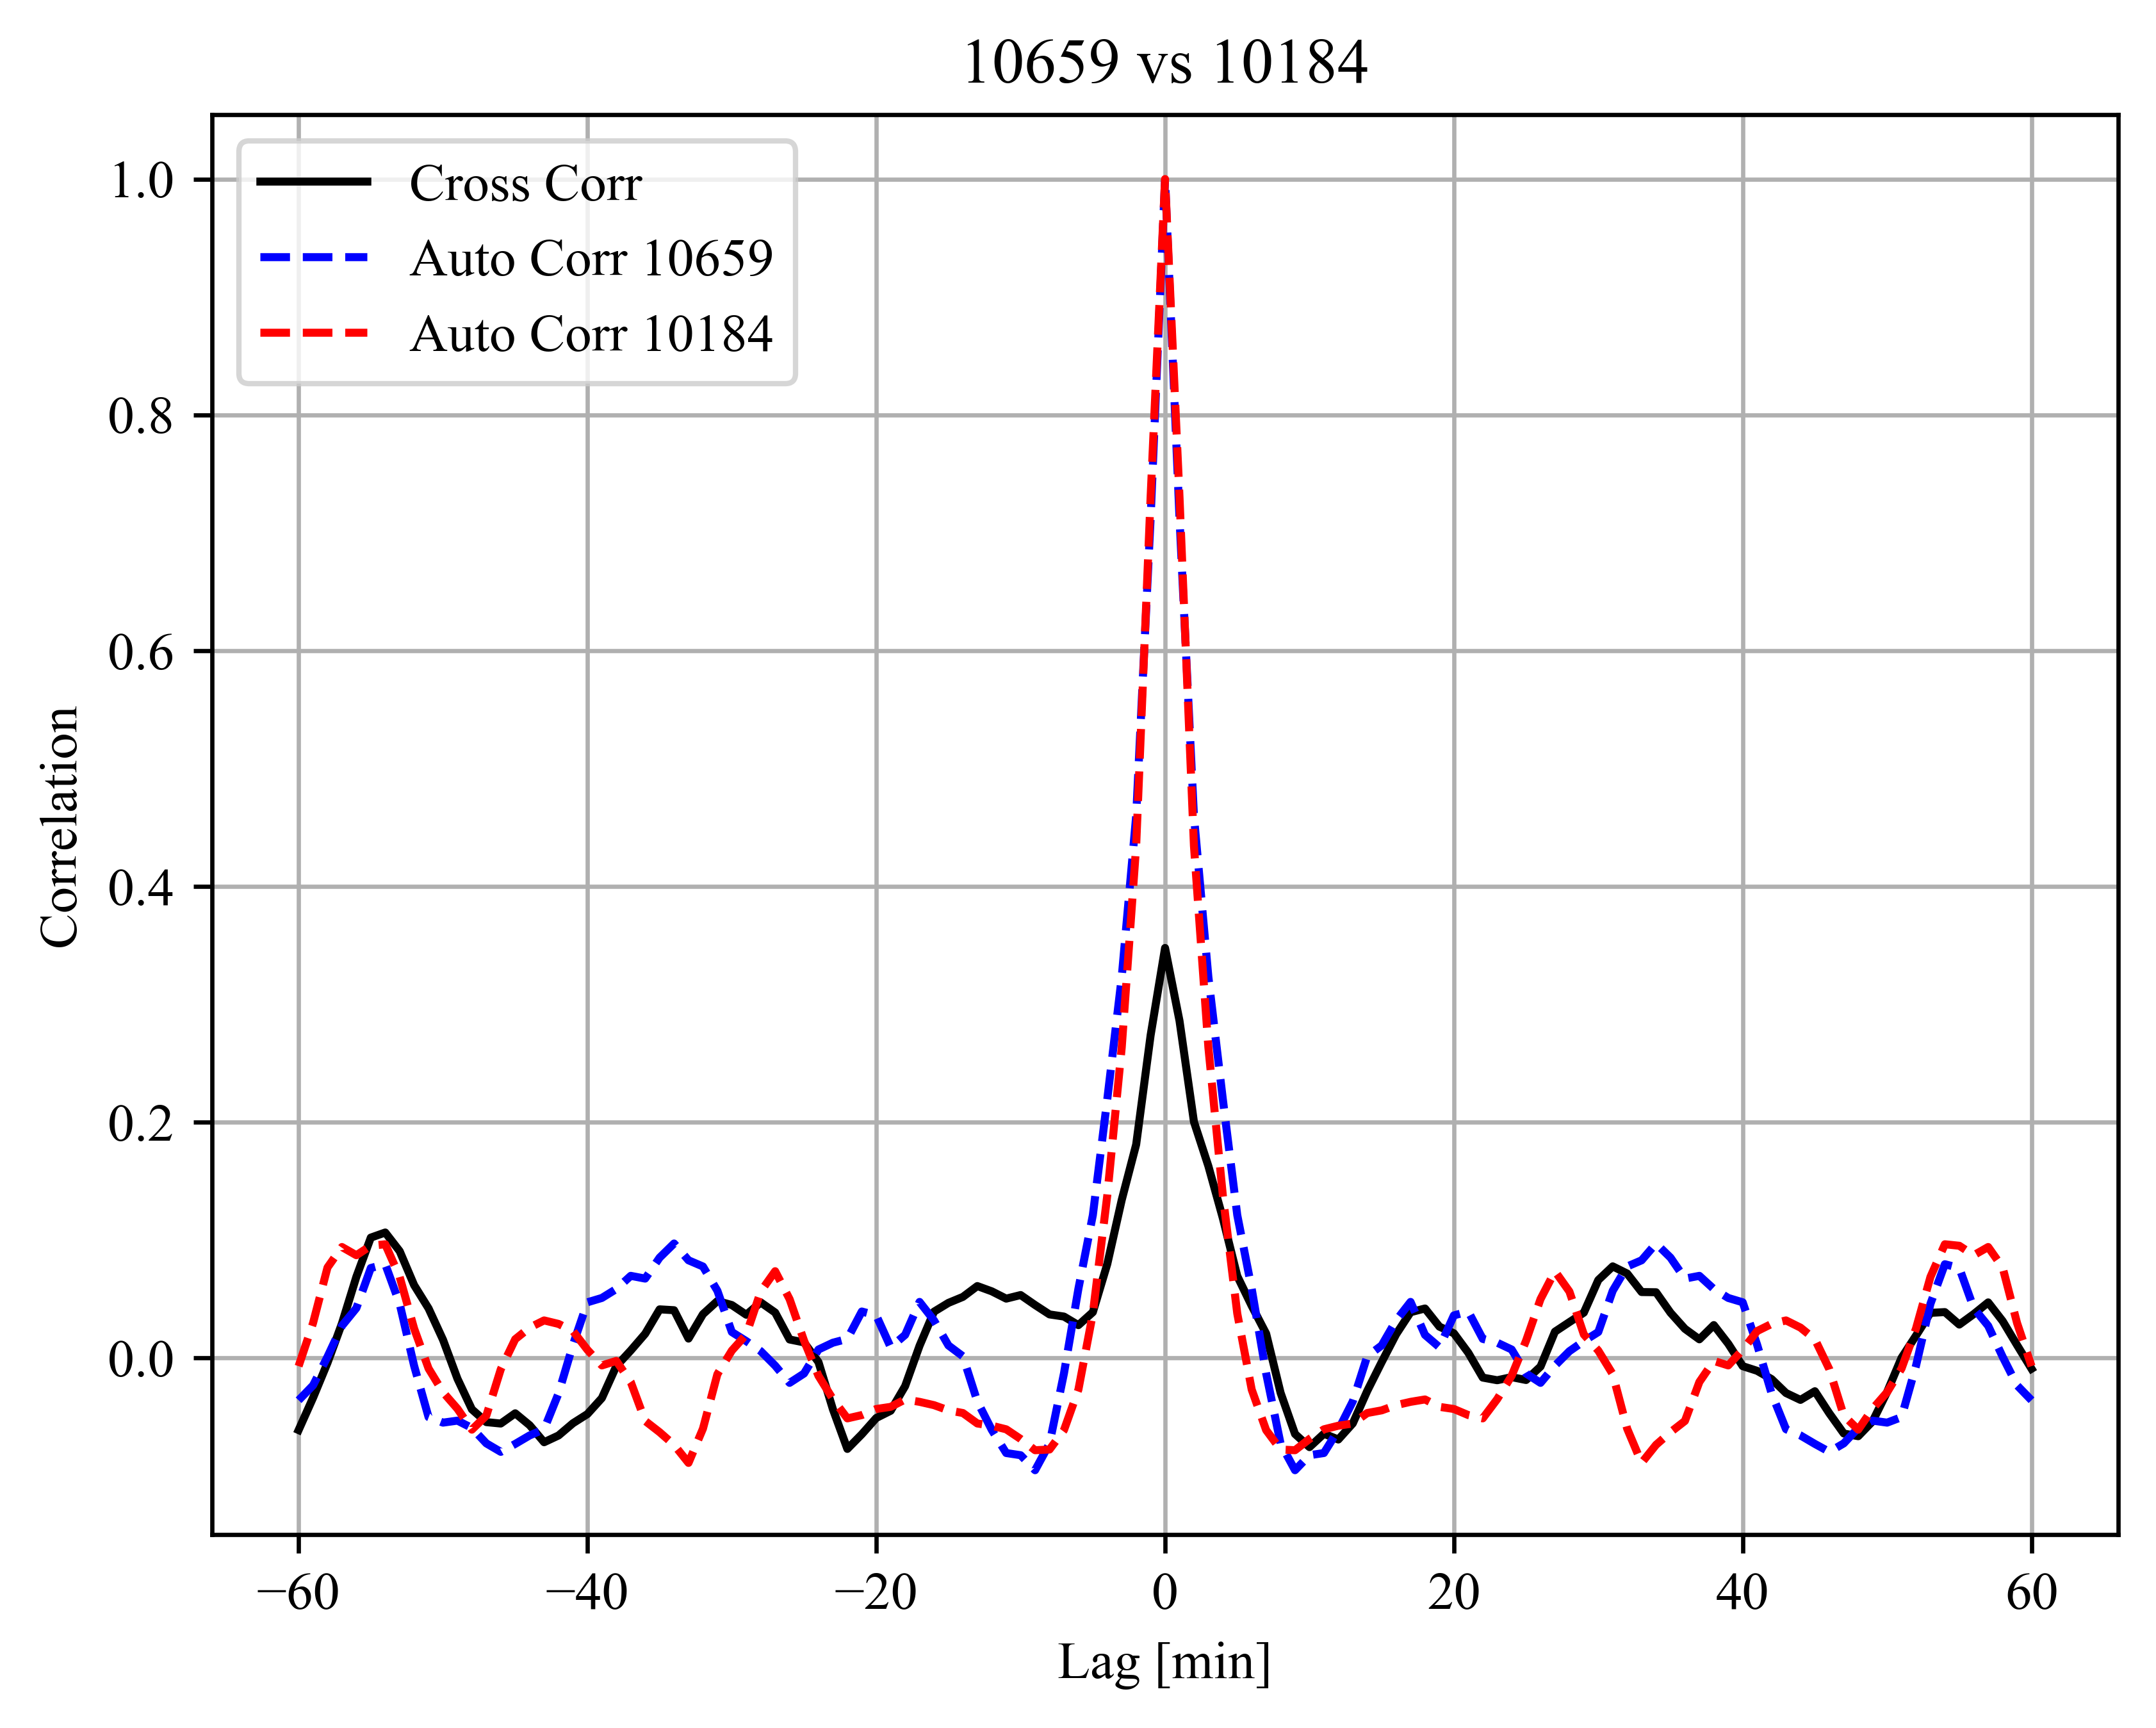 10659 vs 10184
Cross Corr
Auto Corr 10659
Auto Corr 10184
1.0
0.8
0.6
0.4
0.2
0.0
Correlation
−60
−40
−20
0
20
40
60
Lag [min]